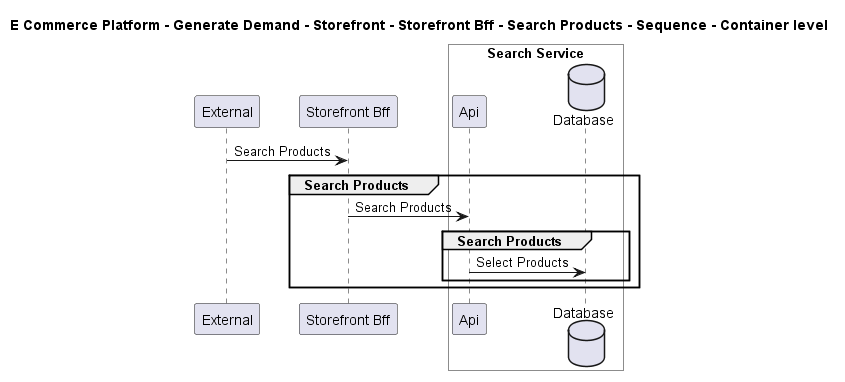 E Commerce Platform - Generate Demand - Storefront - Storefront Bff - Search Products - Sequence - Container level
Search Service
External
Storefront Bff
Api
Database
Search Products
Search Products
Search Products
Search Products
Select Products
External
Storefront Bff
Api
Database